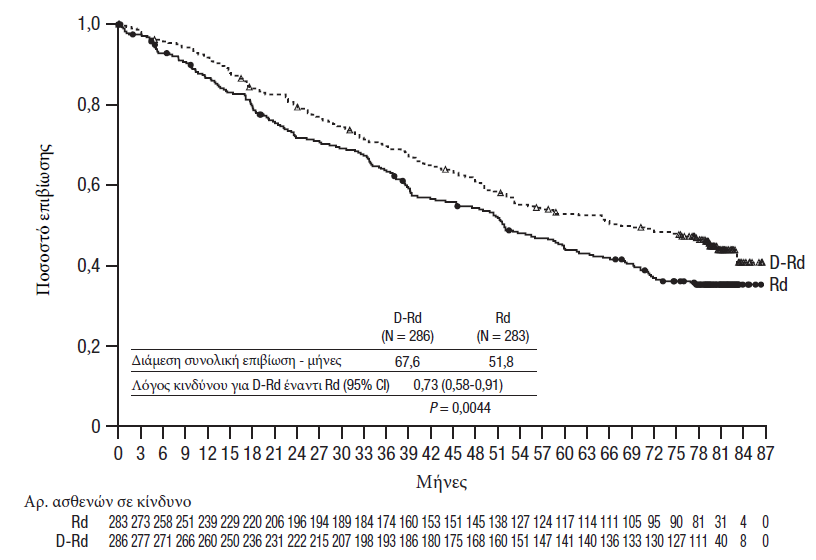 Ποσοστό επιβίωσης
1,0
0,8
0,6
0,4
0,2
0
D-Rd
Rd
D-Rd Rd
(N = 286) (N = 283)
Διάμεση συνολική επιβίωση - μήνες 67,6 51,8
Λόγος κινδύνου για D-Rd έναντι Rd (95% CI) 0,73 (0,58-0,91)
P = 0,0044
0 3 6 9 12 15 18 21 24 27 30 33 36 39 42 45 48 51 54 57 60 63 66 69 72 75 78 81 84 87
Μήνες
Αρ. ασθενών σε κίνδυνο
Rd 283 273 258 251 239 229 220 206 196 194 189 184 174 160 153 151 145 138 127 124 117 114 111 105 95 90 81 31 4 0
D-Rd 286 277 271 266 260 250 236 231 222 215 207 198 193 186 180 175 168 160 151 147 141 140 136 133 130 127 111 40 8 0